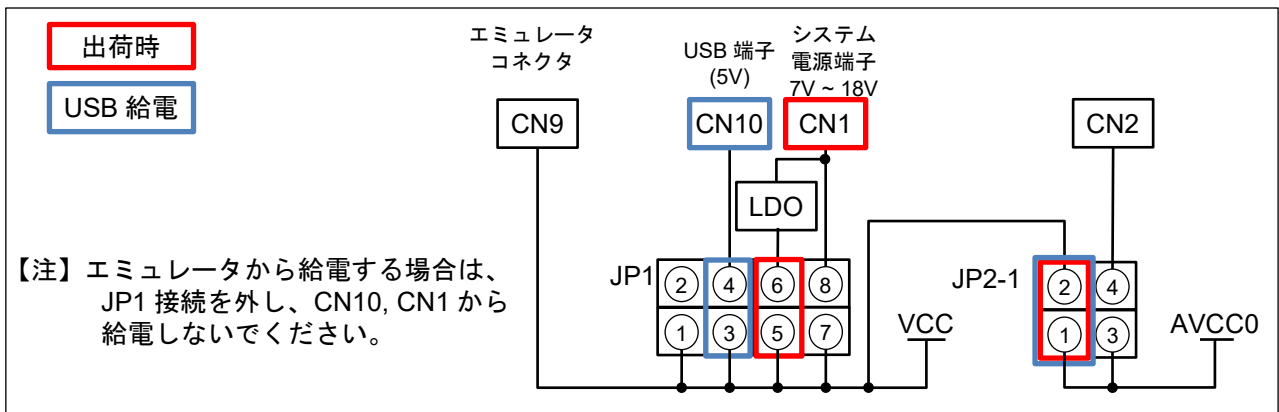 出荷時
USB 給電
エミュレータ
コネクタ
USB 端子
(5V)
システム
電源端子
7V ~ 18V
CN9
CN10
CN1
CN2
LDO
【注】エミュレータから給電する場合は、
JP1 接続を外し、CN10, CN1 から
給電しないでください。
JP1
2 4 6 8
1 3 5 7
VCC
JP2-1
2 4
1 3
AVCC0